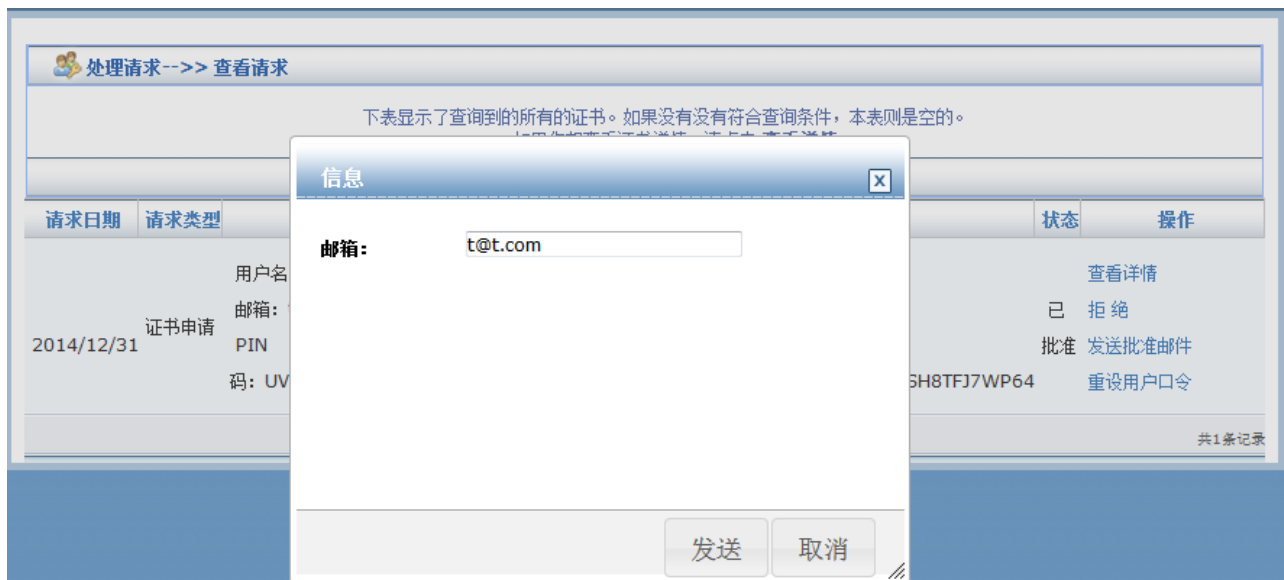 处理请求-->> 查看请求
下表显示了查询到的所有的证书。如果没有没有符合查询条件，本表则是空的。
信息
邮箱：
t@t.com
请求日期 请求类型 状态 操作
用户名 查看详情
邮箱： 已 拒 绝
2014/12/31 证书申请 PIN 批准 发送批准邮件
码：UV SH8TFJ7WP64 重设用户口令
共1条记录
发送 取消